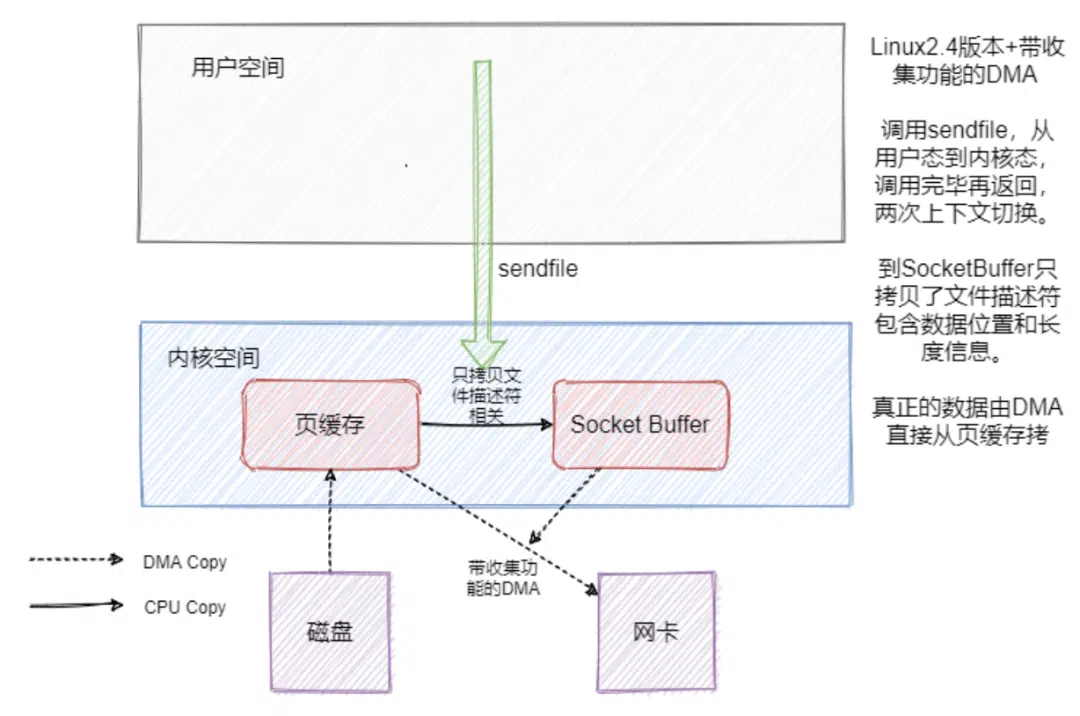 用户空间
sendfile
内核空间
只拷贝文
件描述符
相关
页缓存
Socket Buffer
带收集功
能的DMA
DMA Copy
CPU Copy
磁盘
网卡
Linux2.4版本+带收
集功能的DMA
调用sendfile，从
用户态到内核态，
调用完毕再返回，
两次上下文切换。
到SocketBuffer只
拷贝了文件描述符
包含数据位置和长
度信息。
真正的数据由DMA
直接从页缓存拷